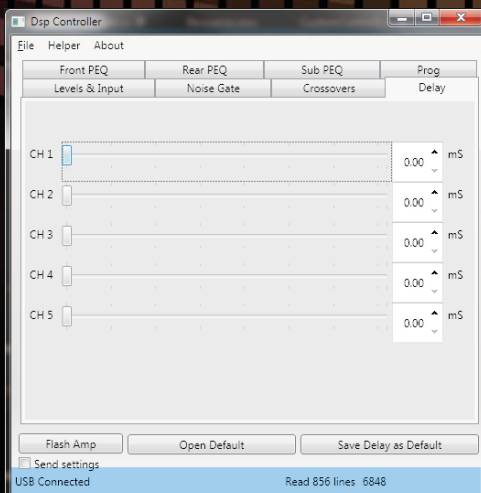 Dsp Controller
File Helper About
Front PEQ Rear PEQ Sub PEQ Prog
Levels & Input Noise Gate Crossovers Delay
CH 1 0.00 mS
CH 2 0.00 mS
CH 3 0.00 mS
CH 4 0.00 mS
CH 5 0.00 mS
Flash Amp Open Default Save Delay as Default
Send settings
USB Connected Read 856 lines 6848